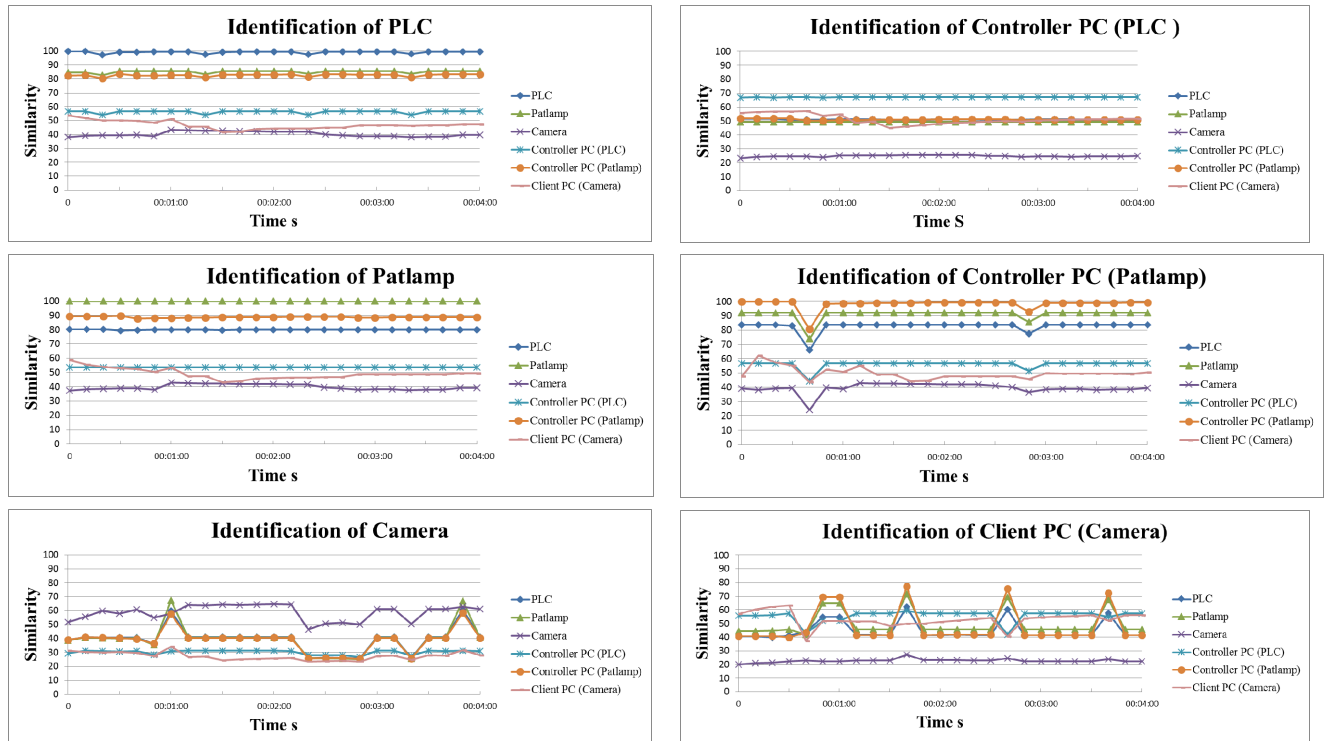 Identification of PLC
100
90
80
70
60
50
40
30
20
10
0
Similarity
0 00:01:00 00:02:00 00:03:00 00:04:00
Time s
PLC
Patlamp
Camera
Controller PC (PLC)
Controller PC (Patlamp)
Client PC (Camera)
Identification of Controller PC (PLC )
100
90
80
70
60
50
40
30
20
10
0
Similarity
0 00:01:00 00:02:00 00:03:00 00:04:00
Time S
PLC
Patlamp
Camera
Controller PC (PLC)
Controller PC (Patlamp)
Client PC (Camera)
Identification of Patlamp
100
90
80
70
60
50
40
30
20
10
0
Similarity
0 00:01:00 00:02:00 00:03:00 00:04:00
Time s
PLC
Patlamp
Camera
Controller PC (PLC)
Controller PC (Patlamp)
Client PC (Camera)
Identification of Controller PC (Patlamp)
100
90
80
70
60
50
40
30
20
10
0
Similarity
0 00:01:00 00:02:00 00:03:00 00:04:00
Time s
PLC
Patlamp
Camera
Controller PC (PLC)
Controller PC (Patlamp)
Client PC (Camera)
Identification of Camera
100
90
80
70
60
50
40
30
20
10
0
Similarity
0 00:01:00 00:02:00 00:03:00 00:04:00
Time s
PLC
Patlamp
Camera
Controller PC (PLC)
Controller PC (Patlamp)
Client PC (Camera)
Identification of Client PC (Camera)
100
90
80
70
60
50
40
30
20
10
0
Similarity
0 00:01:00 00:02:00 00:03:00 00:04:00
Time s
PLC
Patlamp
Camera
Controller PC (PLC)
Controller PC (Patlamp)
Client PC (Camera)